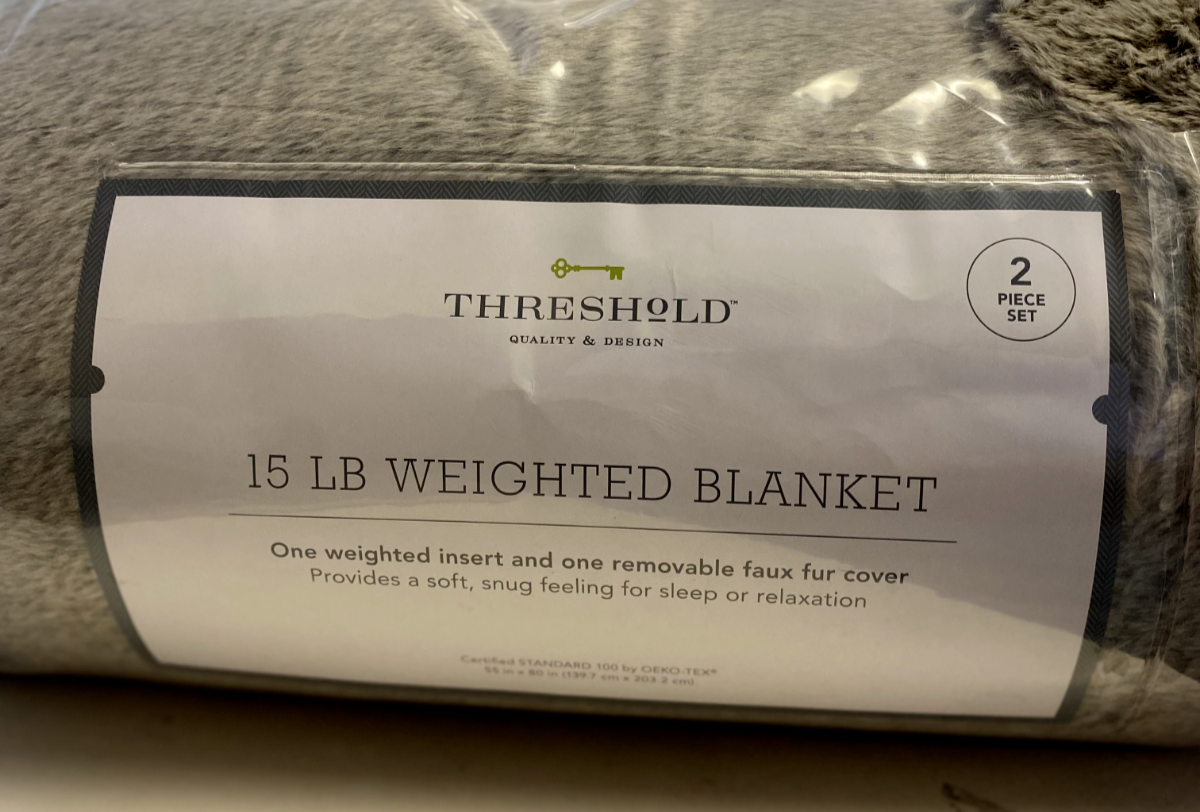 2
PIECE
SET
THRESHOLD™
QUALITY & DESIGN
15 LB WEIGHTED BLANKET
One weighted insert and one removable faux fur cover
Provides a soft, snug feeling for sleep or relaxation
Certified STANDARD 100 by OEKO-TEX®
55 in x 80 in (139.7 cm x 203.2 cm)